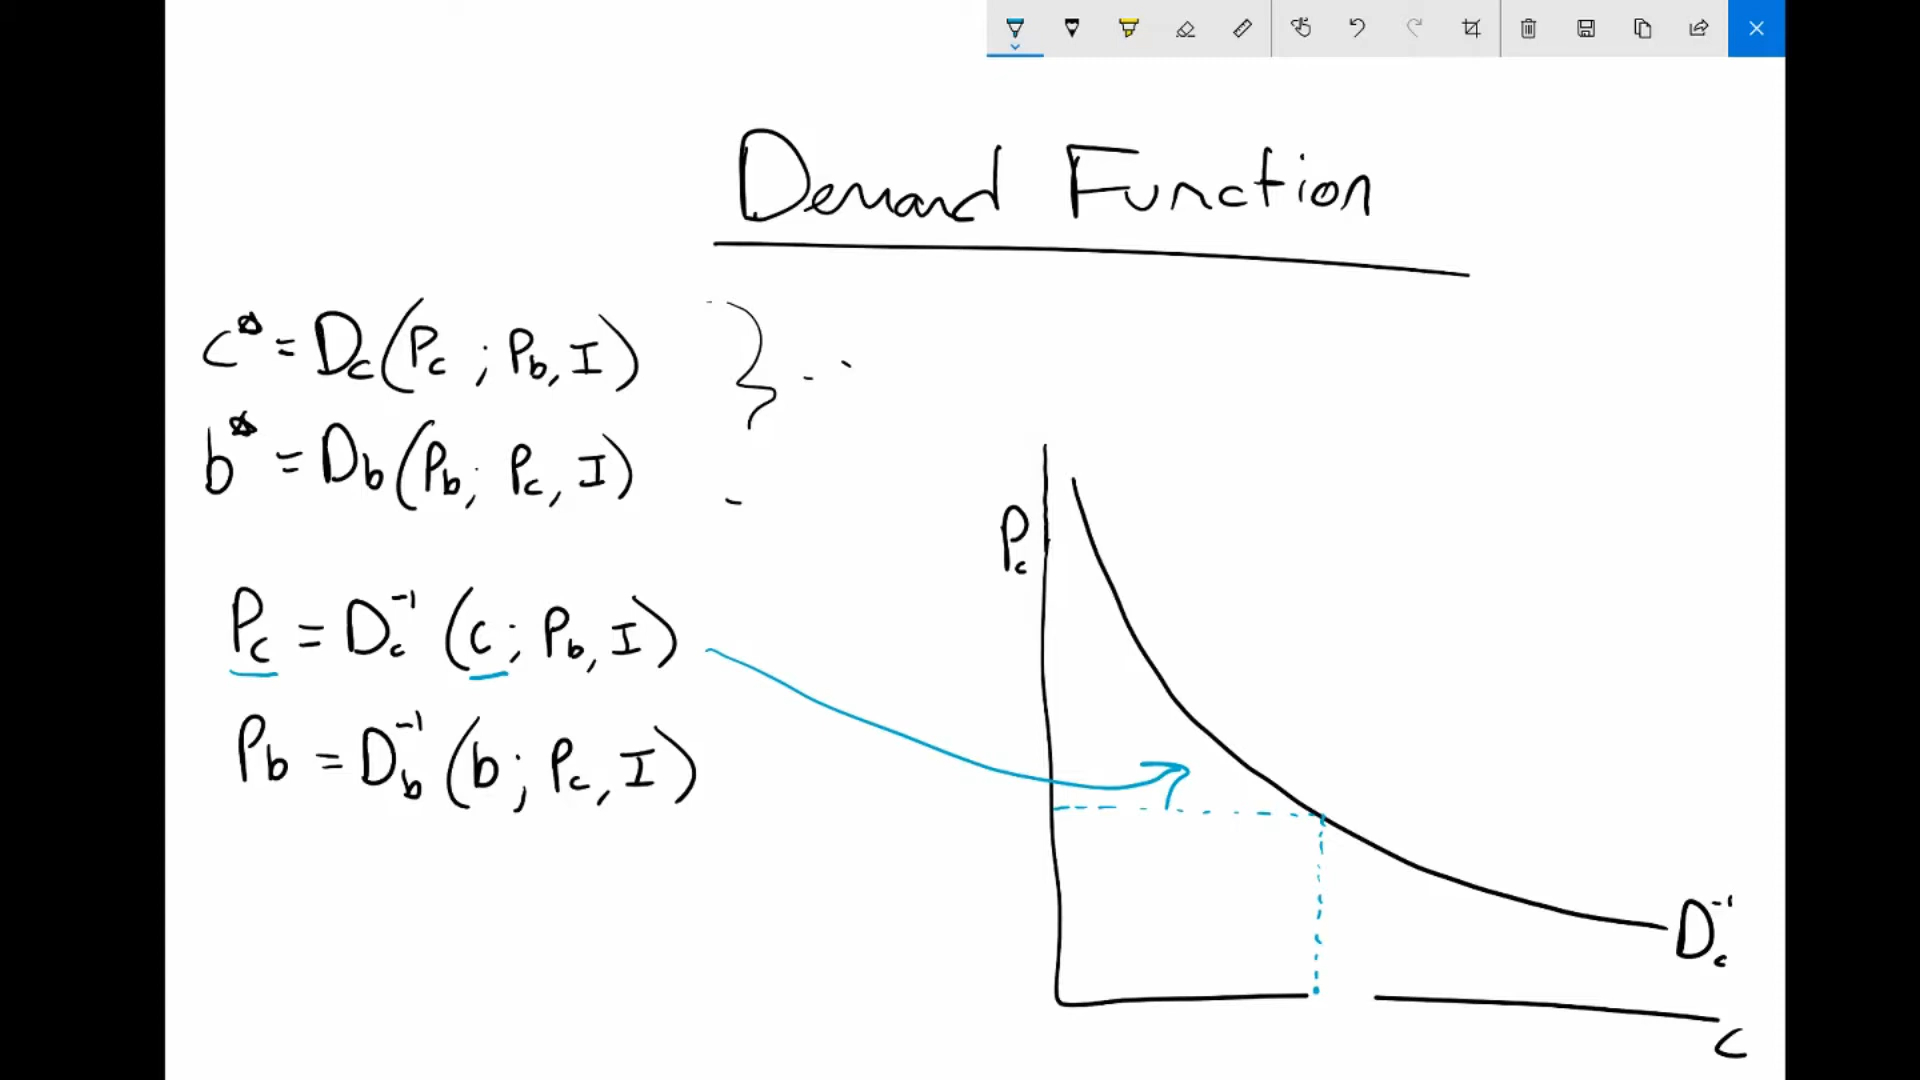 Demand Function
c* = Dc(Pc ; Pb, I)
b* = Db(Pb; Pc, I)
Pc
Pc = Dc⁻¹ (c; Pb, I)
Pb = Db⁻¹ (b; Pc, I)
Dc⁻¹
c